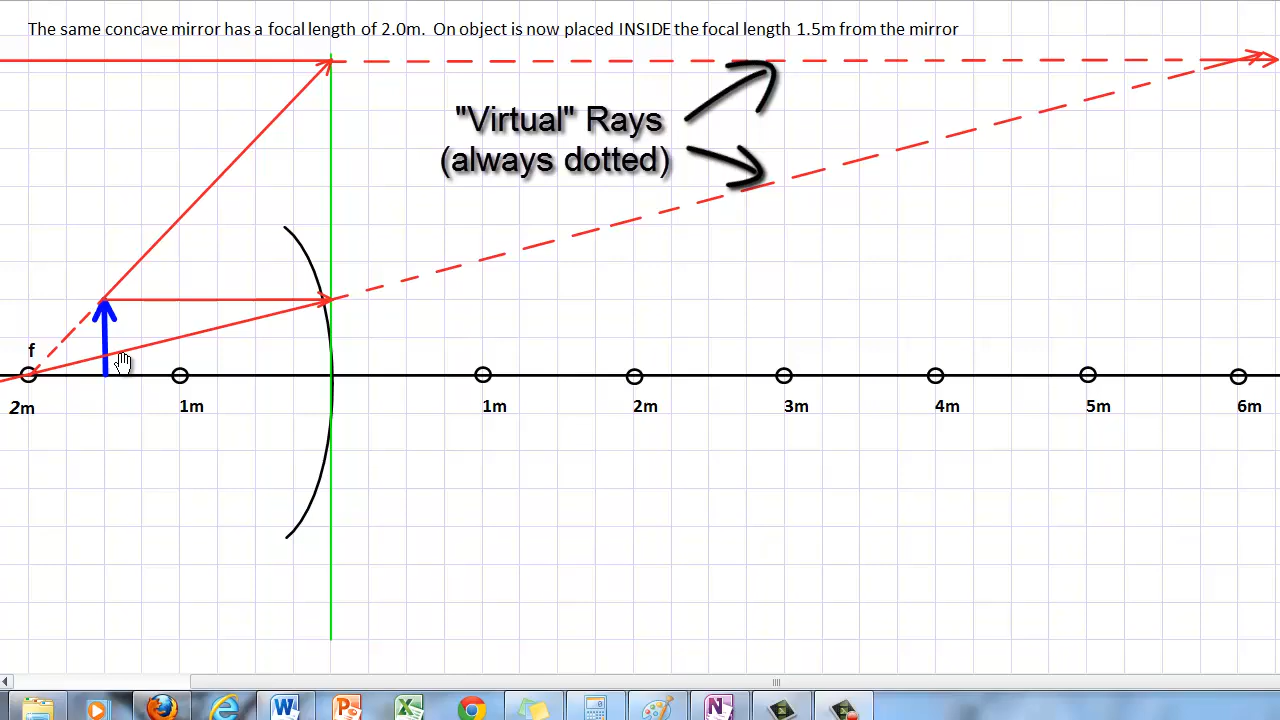 The same concave mirror has a focal length of 2.0m.  On object is now placed INSIDE the focal length 1.5m from the mirror
"Virtual" Rays
(always dotted)
f
2m 1m 1m 2m 3m 4m 5m 6m